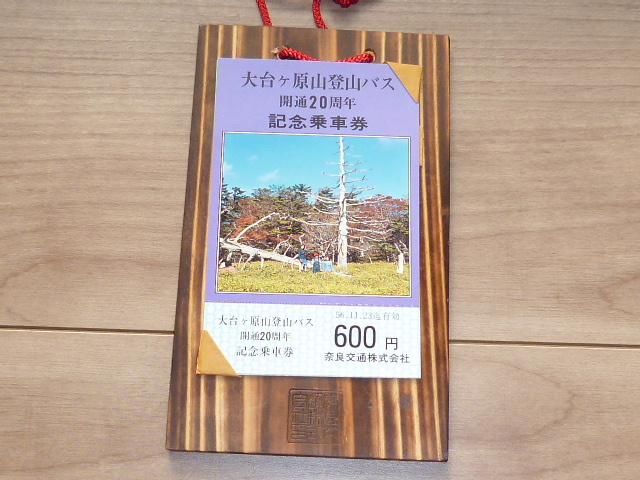 大台ヶ原山登山バス
開通20周年
記念乗車券
大台ヶ原山登山バス
開通20周年
記念乗車券
56.11.23迄有効
600円
奈良交通株式会社